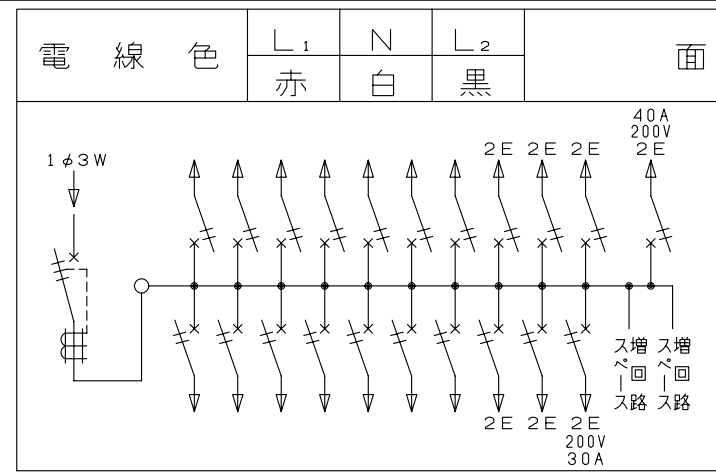 電線色 L₁ N L₂ 面
赤 白 黒
40A
200V
1φ3W 2E 2E 2E 2E
増回路スペース 増回路スペース
2E 2E 2E
200V
30A